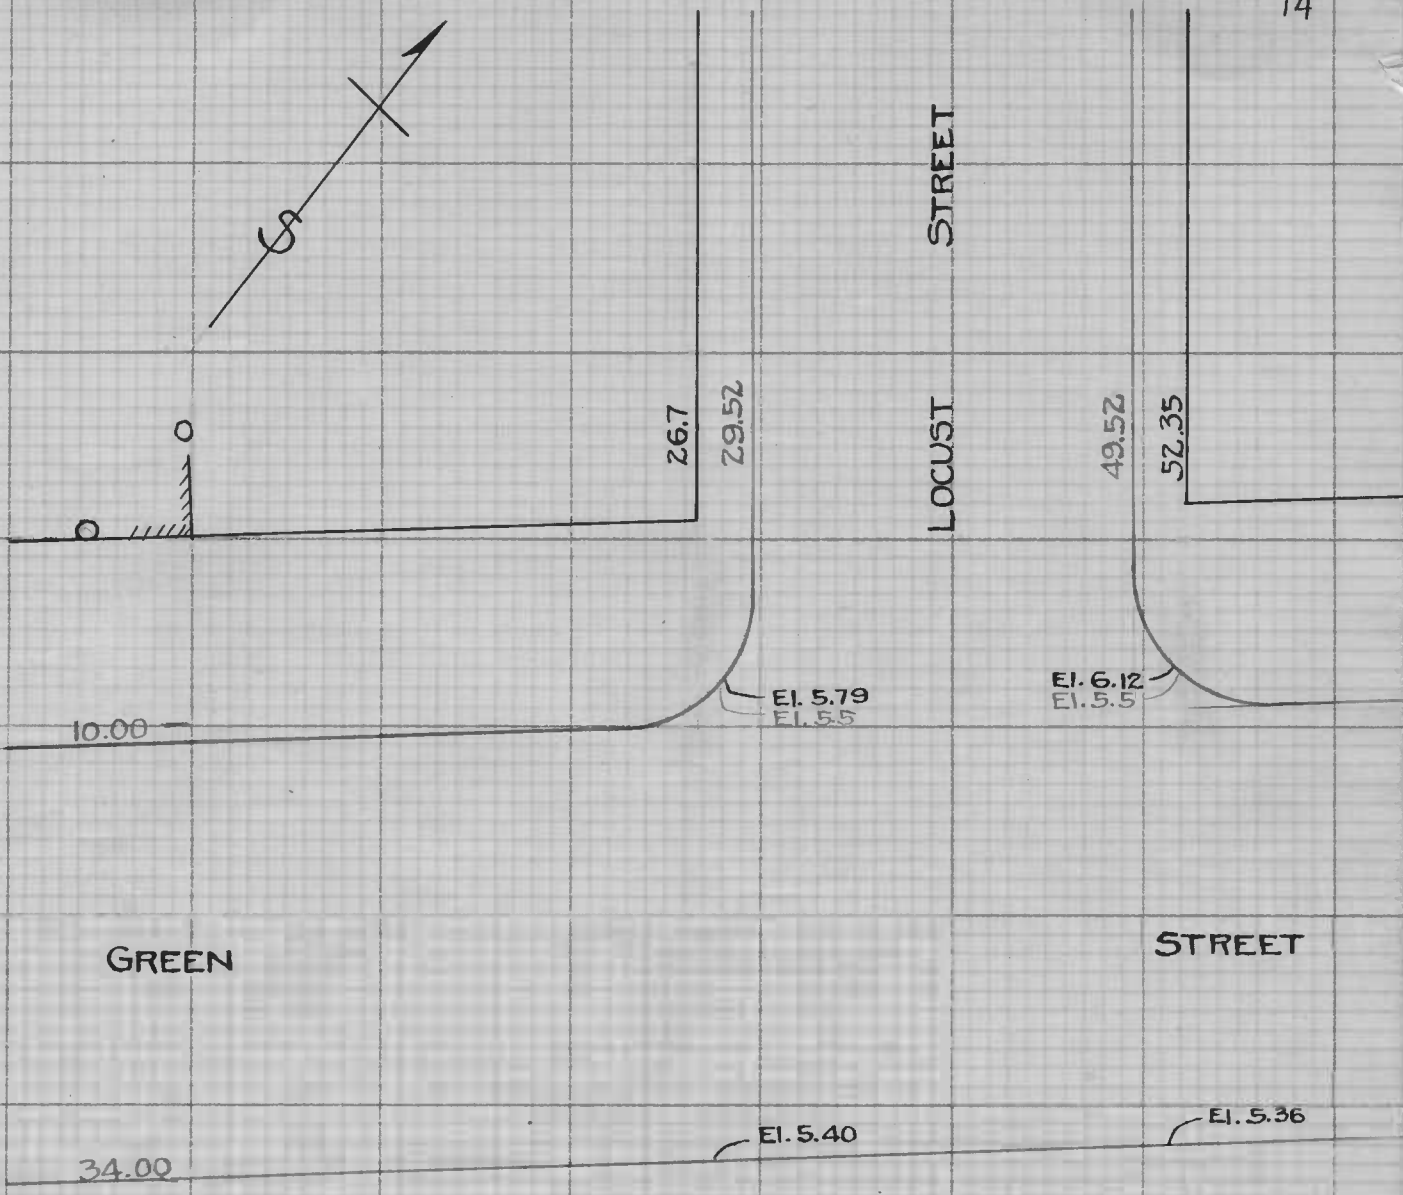 14
S
STREET
O
26.7
29.52
LOCUST
49.52
52.35
O
El. 5.79
El. 5.5
El. 6.12
El. 5.5
10.00
GREEN
STREET
El. 5.40
El. 5.36
34.00